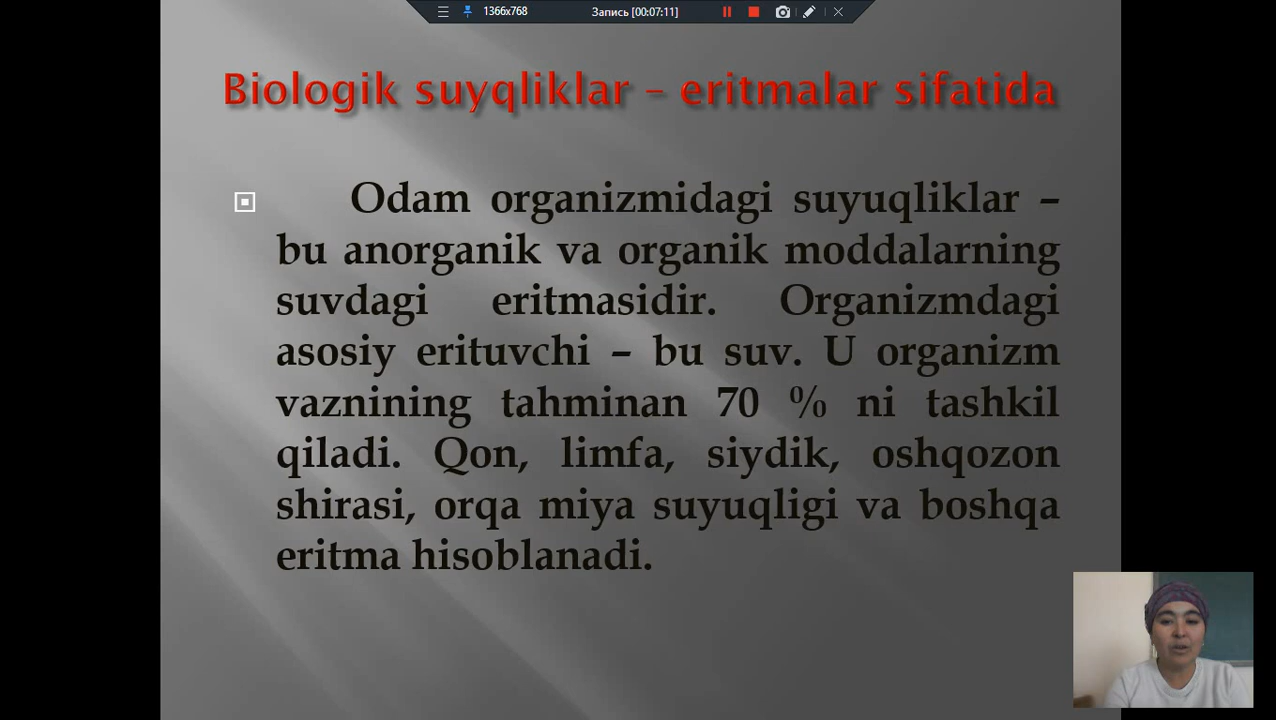 1366x768 Запись [00:07:11]
Biologik suyqliklar – eritmalar sifatida
Odam organizmidagi suyuqliklar –
bu anorganik va organik moddalarning
suvdagi eritmasidir. Organizmdagi
asosiy erituvchi – bu suv. U organizm
vaznining tahminan 70 % ni tashkil
qiladi. Qon, limfa, siydik, oshqozon
shirasi, orqa miya suyuqligi va boshqa
eritma hisoblanadi.